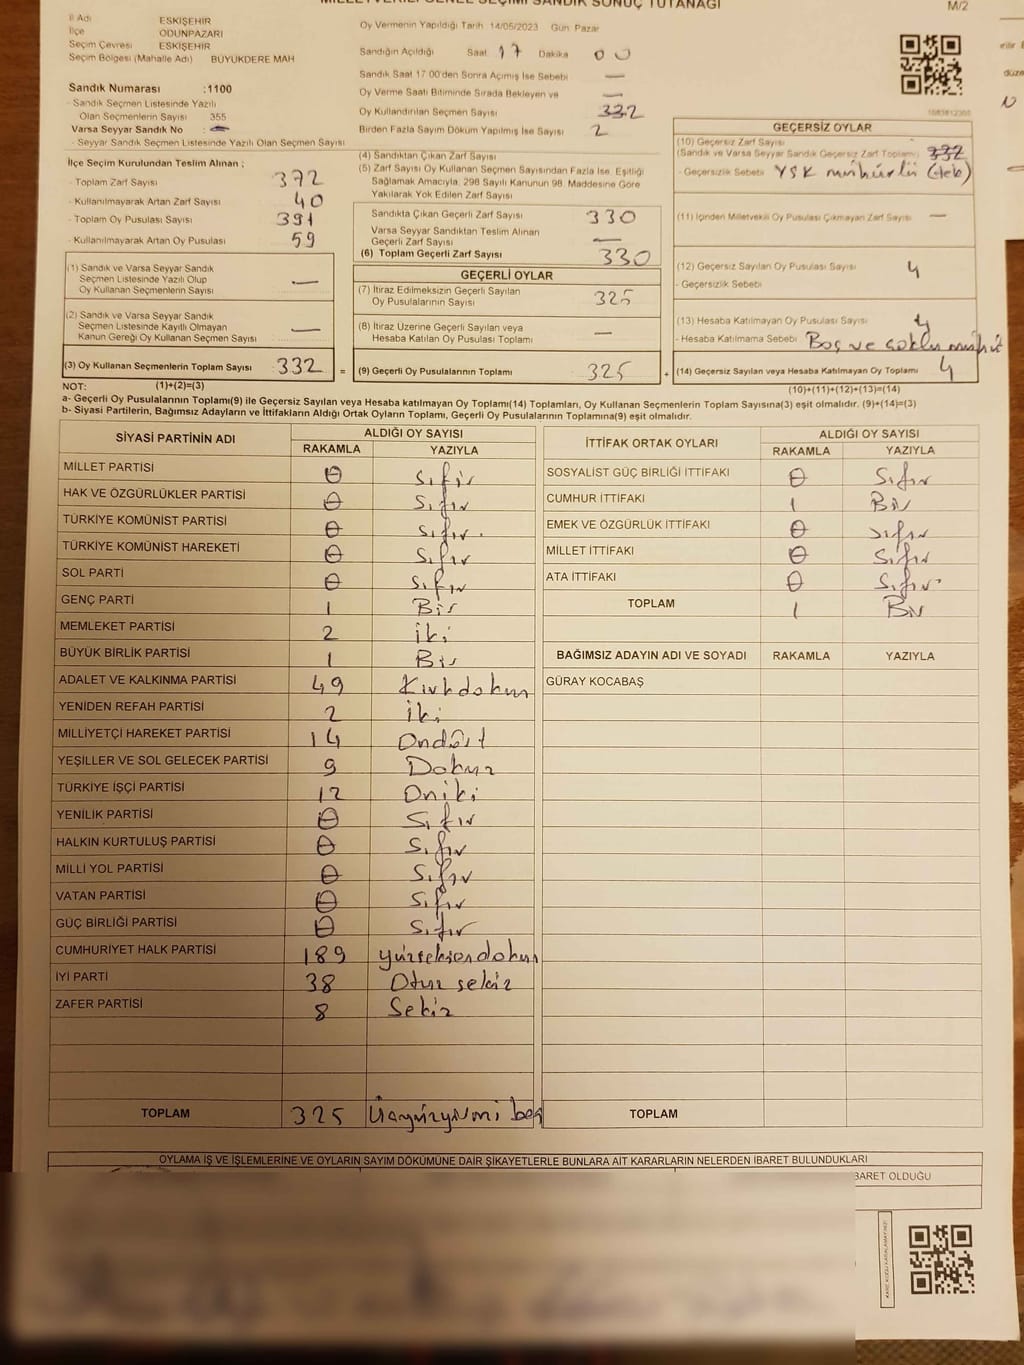 MİLLETVEKİLİ GENEL SEÇİMİ SANDIK SONUÇ TUTANAĞI
M/2
İl Adı ESKİŞEHİR
İlçe ODUNPAZARI
Seçim Çevresi ESKİŞEHİR
Seçim Bölgesi (Mahalle Adı) BÜYÜKDERE MAH
Oy Vermenin Yapıldığı Tarih 14/05/2023 Gün Pazar
Sandığın Açıldığı Saat 17 Dakika 00
Sandık Saat 17.00'den Sonra Açımış İse Sebebi —
Oy Verme Saati Bitiminde Sırada Bekleyen ve —
Oy Kullandırılan Seçmen Sayısı 332
Birden Fazla Sayım Döküm Yapılmış İse Sayısı 2
Sandık Numarası :1100
- Sandık Seçmen Listesinde Yazılı
Olan Seçmenlerin Sayısı 355
Varsa Seyyar Sandık No : —
- Seyyar Sandık Seçmen Listesinde Yazılı Olan Seçmen Sayısı
İlçe Seçim Kurulundan Teslim Alınan ;
- Toplam Zarf Sayısı 372
- Kullanılmayarak Artan Zarf Sayısı 40
- Toplam Oy Pusulası Sayısı 391
- Kullanılmayarak Artan Oy Pusulası 59
(1) Sandık ve Varsa Seyyar Sandık
Seçmen Listesinde Yazılı Olup
Oy Kullanan Seçmenlerin Sayısı —
(2) Sandık ve Varsa Seyyar Sandık
Seçmen Listesinde Kayıtlı Olmayan
Kanun Gereği Oy Kullanan Seçmen Sayısı —
(3) Oy Kullanan Seçmenlerin Toplam Sayısı 332 =
(4) Sandıktan Çıkan Zarf Sayısı
(5) Zarf Sayısı Oy Kullanan Seçmen Sayısından Fazla İse, Eşitliği
Sağlamak Amacıyla, 298 Sayılı Kanunun 98. Maddesine Göre
Yakılarak Yok Edilen Zarf Sayısı
Sandıkta Çıkan Geçerli Zarf Sayısı 330
Varsa Seyyar Sandıktan Teslim Alınan
Geçerli Zarf Sayısı —
(6) Toplam Geçerli Zarf Sayısı 330
GEÇERLİ OYLAR
(7) İtiraz Edilmeksizin Geçerli Sayılan
Oy Pusulalarının Sayısı 325
(8) İtiraz Üzerine Geçerli Sayılan veya
Hesaba Katılan Oy Pusulası Toplamı —
(9) Geçerli Oy Pusulalarının Toplamı 325 +
GEÇERSİZ OYLAR
(10) Geçersiz Zarf Sayısı
(Sandık ve Varsa Seyyar Sandık Geçersiz Zarf Toplamı) 332
- Geçersizlik Sebebi YSK mühürlü
(11) İçinden Milletvekili Oy Pusulası Çıkmayan Zarf Sayısı —
(12) Geçersiz Sayılan Oy Pusulası Sayısı 4
- Geçersizlik Sebebi
(13) Hesaba Katılmayan Oy Pusulası Sayısı 4
- Hesaba Katılmama Sebebi Boş ve çoklu mühür
(14) Geçersiz Sayılan veya Hesaba Katılmayan Oy Toplamı 4
NOT: (1)+(2)=(3)
(10)+(11)+(12)+(13)=(14)
a- Geçerli Oy Pusulalarının Toplamı(9) ile Geçersiz Sayılan veya Hesaba katılmayan Oy Toplamı(14) Toplamları, Oy Kullanan Seçmenlerin Toplam Sayısına(3) eşit olmalıdır. (9)+(14)=(3)
b- Siyasi Partilerin, Bağımsız Adayların ve İttifakların Aldığı Ortak Oyların Toplamı, Geçerli Oy Pusulalarının Toplamına(9) eşit olmalıdır.
SİYASİ PARTİNİN ADI ALDIĞI OY SAYISI
RAKAMLA YAZIYLA
MİLLET PARTİSI 0 Sıfır
HAK VE ÖZGÜRLÜKLER PARTİSİ 0 Sıfır
TÜRKİYE KOMÜNİST PARTİSİ 0 Sıfır.
TÜRKİYE KOMÜNİST HAREKETİ 0 Sıfır
SOL PARTİ 0 Sıfır
GENÇ PARTİ 1 Bir
MEMLEKET PARTİSİ 2 iki
BÜYÜK BİRLİK PARTİSİ 1 Bir
ADALET VE KALKINMA PARTİSİ 49 Kırkdokuz
YENİDEN REFAH PARTİSİ 2 iki
MİLLİYETÇİ HAREKET PARTİSİ 14 Ondört
YEŞİLLER VE SOL GELECEK PARTİSİ 9 Dokuz
TÜRKİYE İŞÇİ PARTİSİ 12 Oniki
YENİLİK PARTİSİ 0 Sıfır
HALKIN KURTULUŞ PARTİSİ 0 Sıfır
MİLLİ YOL PARTİSİ 0 Sıfır
VATAN PARTİSİ 0 Sıfır
GÜÇ BİRLİĞİ PARTİSİ 0 Sıfır
CUMHURİYET HALK PARTİSİ 189 yüzseksendokuz
İYİ PARTİ 38 Otuz sekiz
ZAFER PARTİSİ 8 Sekiz
TOPLAM 325 Üçyüzyirmi beş
İTTİFAK ORTAK OYLARI ALDIĞI OY SAYISI
RAKAMLA YAZIYLA
SOSYALİST GÜÇ BİRLİĞİ İTTİFAKI 0 Sıfır
CUMHUR İTTİFAKI 1 Bir
EMEK VE ÖZGÜRLÜK İTTİFAKI 0 Sıfır
MİLLET İTTİFAKI 0 Sıfır
ATA İTTİFAKI 0 Sıfır
TOPLAM 1 Bir
BAĞIMSIZ ADAYIN ADI VE SOYADI RAKAMLA YAZIYLA
GÜRAY KOCABAŞ
TOPLAM
OYLAMA İŞ VE İŞLEMLERİNE VE OYLARIN SAYIM DÖKÜMÜNE DAİR ŞİKAYETLERLE BUNLARA AİT KARARLARIN NELERDEN İBARET BULUNDUKLARI
BARET OLDUĞU